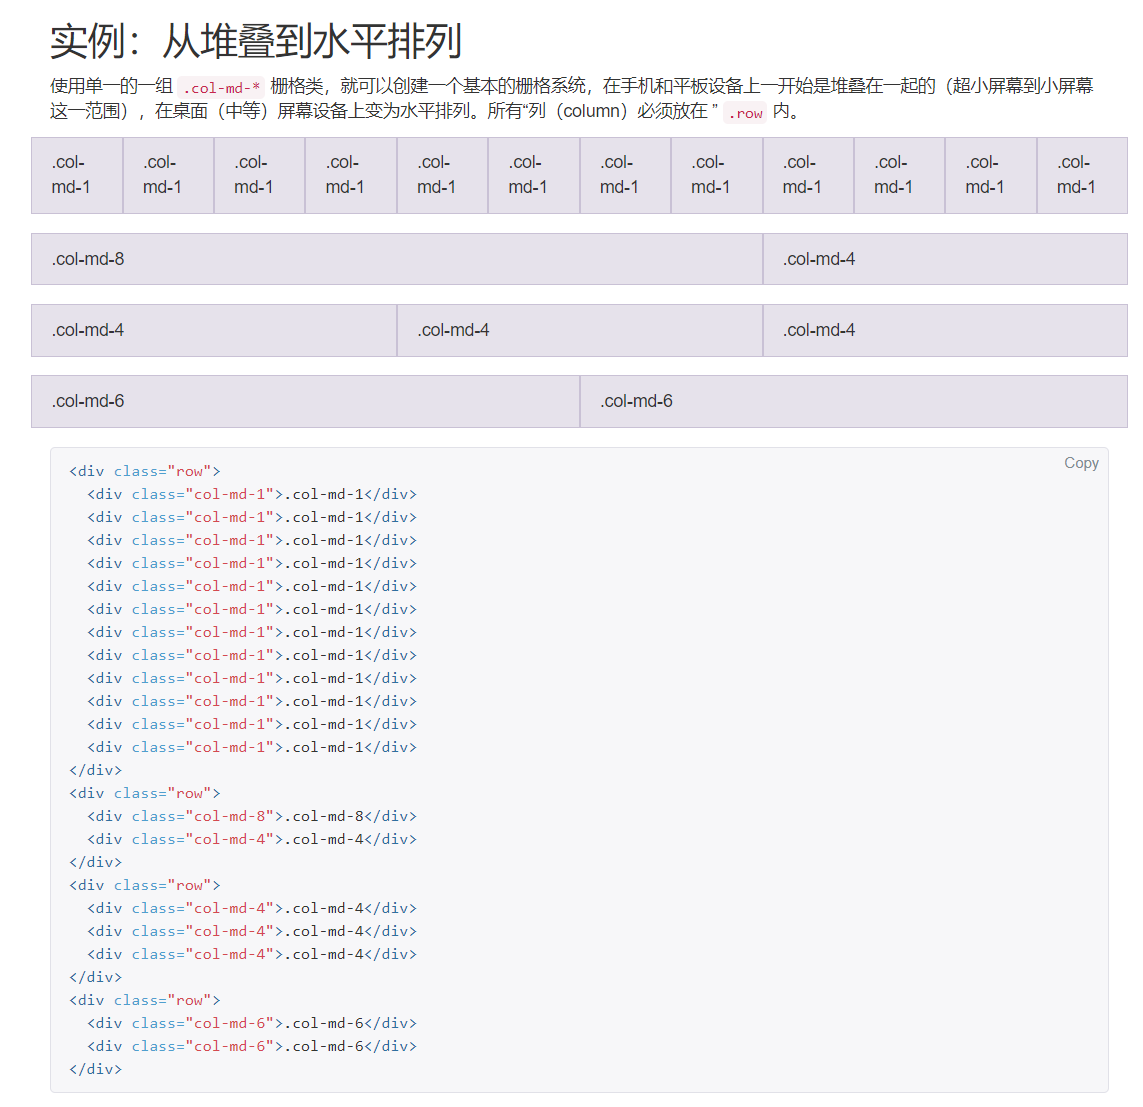 实例：从堆叠到水平排列
使用单一的一组 .col-md-* 栅格类，就可以创建一个基本的栅格系统，在手机和平板设备上一开始是堆叠在一起的（超小屏幕到小屏幕
这一范围），在桌面（中等）屏幕设备上变为水平排列。所有“列（column）必须放在 ” .row 内。
.col- .col- .col- .col- .col- .col- .col- .col- .col- .col- .col- .col-
md-1 md-1 md-1 md-1 md-1 md-1 md-1 md-1 md-1 md-1 md-1 md-1
.col-md-8 .col-md-4
.col-md-4 .col-md-4 .col-md-4
.col-md-6 .col-md-6
Copy
<div class="row">
  <div class="col-md-1">.col-md-1</div>
  <div class="col-md-1">.col-md-1</div>
  <div class="col-md-1">.col-md-1</div>
  <div class="col-md-1">.col-md-1</div>
  <div class="col-md-1">.col-md-1</div>
  <div class="col-md-1">.col-md-1</div>
  <div class="col-md-1">.col-md-1</div>
  <div class="col-md-1">.col-md-1</div>
  <div class="col-md-1">.col-md-1</div>
  <div class="col-md-1">.col-md-1</div>
  <div class="col-md-1">.col-md-1</div>
  <div class="col-md-1">.col-md-1</div>
</div>
<div class="row">
  <div class="col-md-8">.col-md-8</div>
  <div class="col-md-4">.col-md-4</div>
</div>
<div class="row">
  <div class="col-md-4">.col-md-4</div>
  <div class="col-md-4">.col-md-4</div>
  <div class="col-md-4">.col-md-4</div>
</div>
<div class="row">
  <div class="col-md-6">.col-md-6</div>
  <div class="col-md-6">.col-md-6</div>
</div>